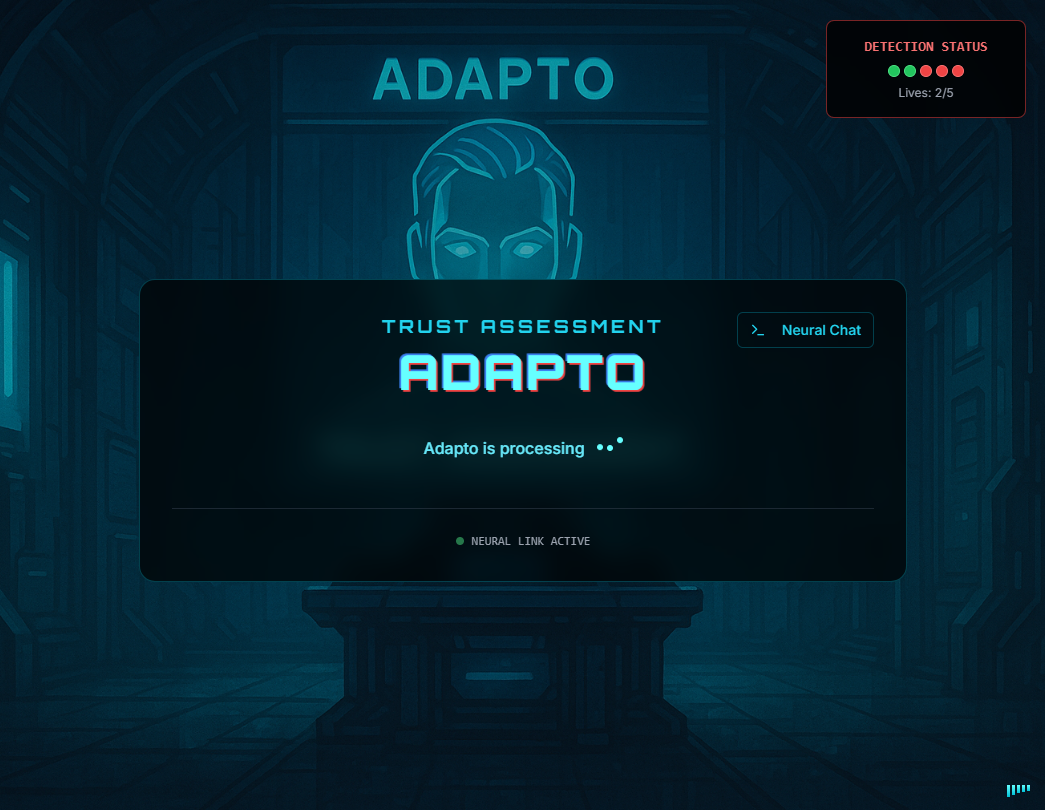 ADAPTO
DETECTION STATUS
Lives: 2/5
TRUST ASSESSMENT
>_ Neural Chat
ADAPTO
Adapto is processing
NEURAL LINK ACTIVE